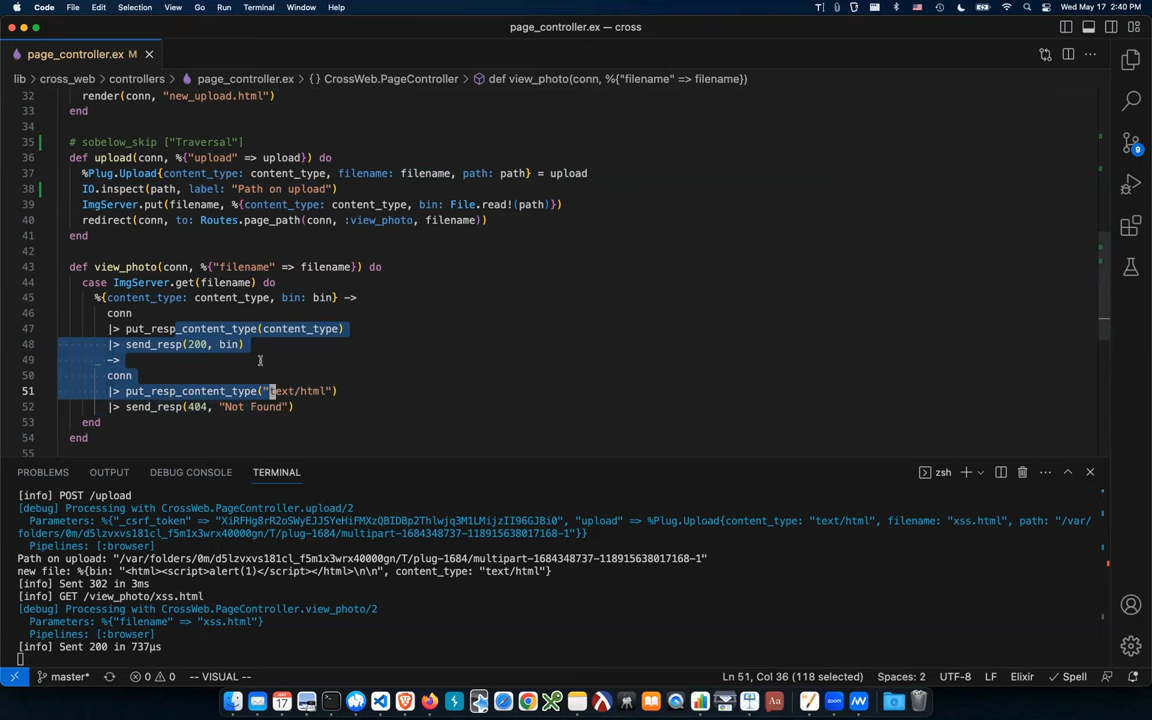 Code File Edit Selection View Go Run Terminal Window Help Wed May 17 2:40 PM
page_controller.ex — cross
page_controller.ex M
lib > cross_web > controllers > page_controller.ex > {} CrossWeb.PageController > def view_photo(conn, %{"filename" => filename})
32 render(conn, "new_upload.html")
33 end
34
35 # sobelow_skip ["Traversal"]
36 def upload(conn, %{"upload" => upload}) do
37 %Plug.Upload{content_type: content_type, filename: filename, path: path} = upload
38 IO.inspect(path, label: "Path on upload")
39 ImgServer.put(filename, %{content_type: content_type, bin: File.read!(path)})
40 redirect(conn, to: Routes.page_path(conn, :view_photo, filename))
41 end
42
43 def view_photo(conn, %{"filename" => filename}) do
44 case ImgServer.get(filename) do
45 %{content_type: content_type, bin: bin} ->
46 conn
47 |> put_resp_content_type(content_type)
48 |> send_resp(200, bin)
49 _ ->
50 conn
51 |> put_resp_content_type("text/html")
52 |> send_resp(404, "Not Found")
53 end
54 end
55
9
PROBLEMS OUTPUT DEBUG CONSOLE TERMINAL zsh
[info] POST /upload
[debug] Processing with CrossWeb.PageController.upload/2
Parameters: %{"_csrf_token" => "XiRFHg8rR2oSWyEJJSYeHiFMXzQBIDBp2Thlwjq3M1LMijzII96GJBi0", "upload" => %Plug.Upload{content_type: "text/html", filename: "xss.html", path: "/var/
folders/0m/d5lzvxvs181cl_f5m1x3wrx40000gn/T/plug-1684/multipart-1684348737-118915638017168-1"}}
Pipelines: [:browser]
Path on upload: "/var/folders/0m/d5lzvxvs181cl_f5m1x3wrx40000gn/T/plug-1684/multipart-1684348737-118915638017168-1"
new file: %{bin: "<html><script>alert(1)</script></html>\n\n", content_type: "text/html"}
[info] Sent 302 in 3ms
[info] GET /view_photo/xss.html
[debug] Processing with CrossWeb.PageController.view_photo/2
Parameters: %{"filename" => "xss.html"}
Pipelines: [:browser]
[info] Sent 200 in 737µs
master* 0 0 -- VISUAL -- Ln 51, Col 36 (118 selected) Spaces: 2 UTF-8 LF Elixir Spell